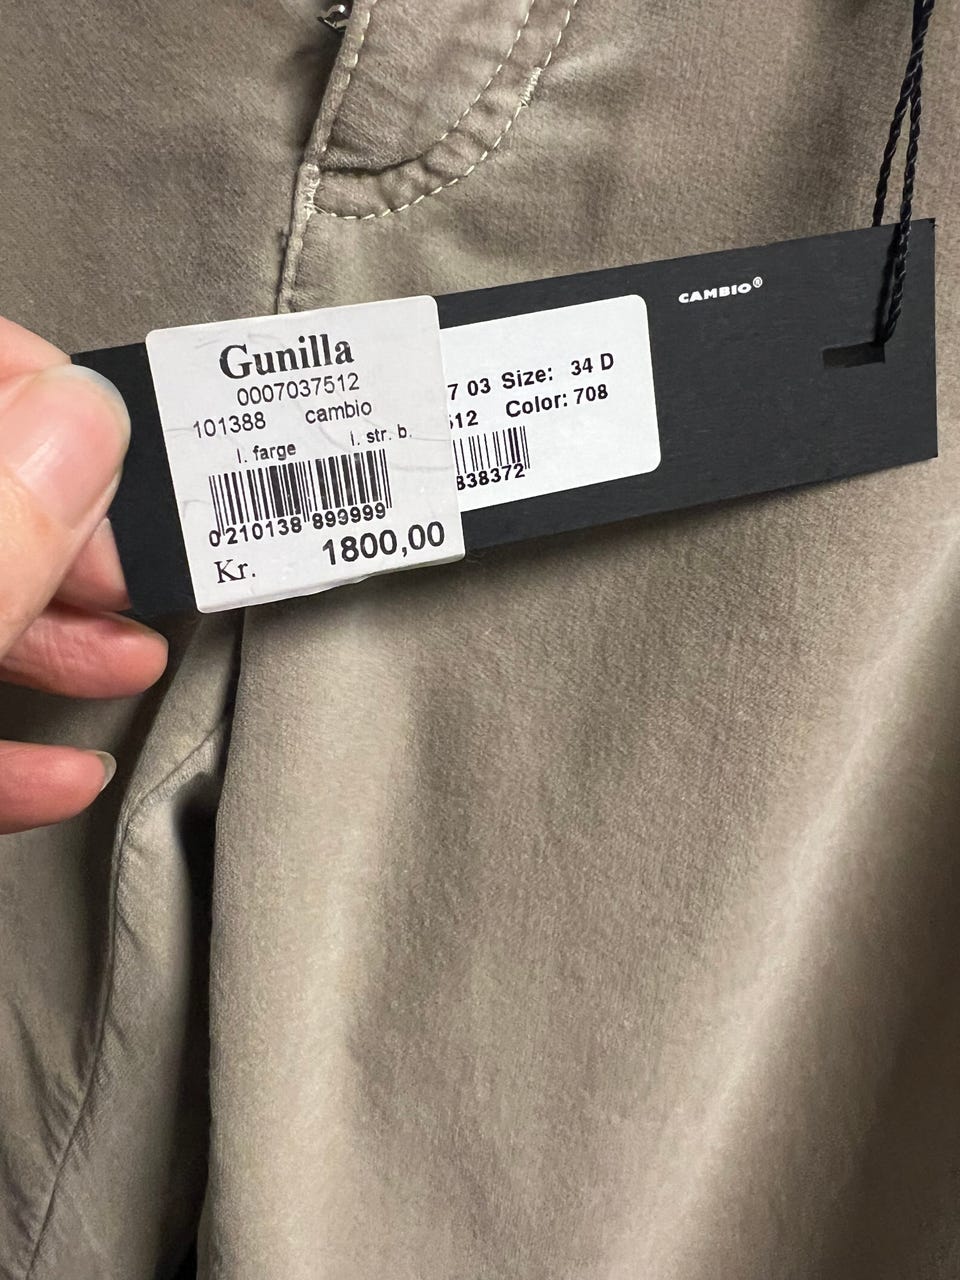 CAMBIO®
Gunilla
0007037512
101388 cambio
l. farge l. str. b.
0 210138 899999
Kr. 1800,00
7 03 Size: 34 D
512 Color: 708
838372